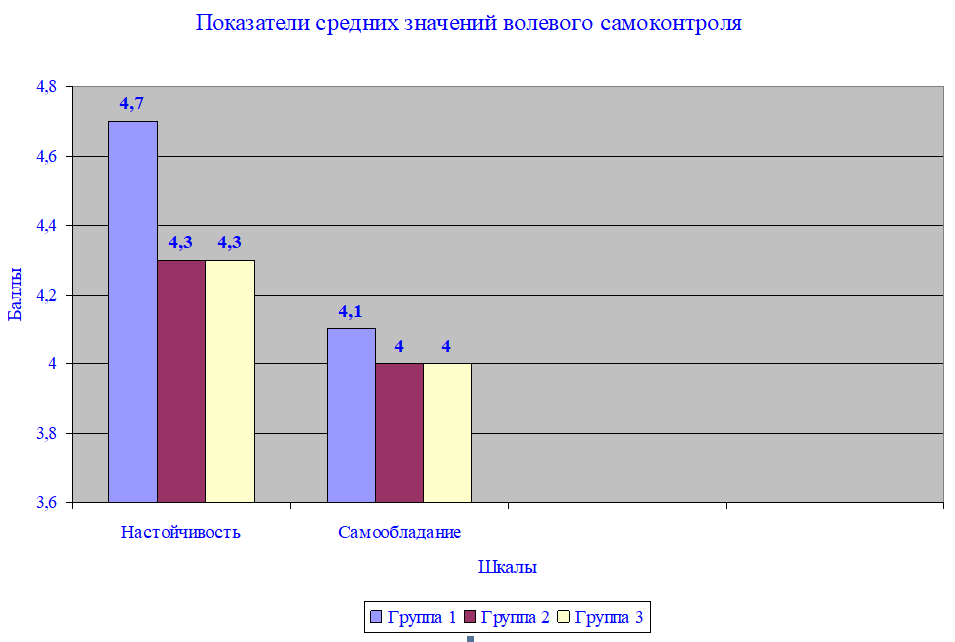 Показатели средних значений волевого самоконтроля
4,8
4,6
4,4
4,2
4
3,8
3,6
Баллы
4,7
4,3
4,3
4,1
4
4
Настойчивость
Самообладание
Шкалы
Группа 1 Группа 2 Группа 3